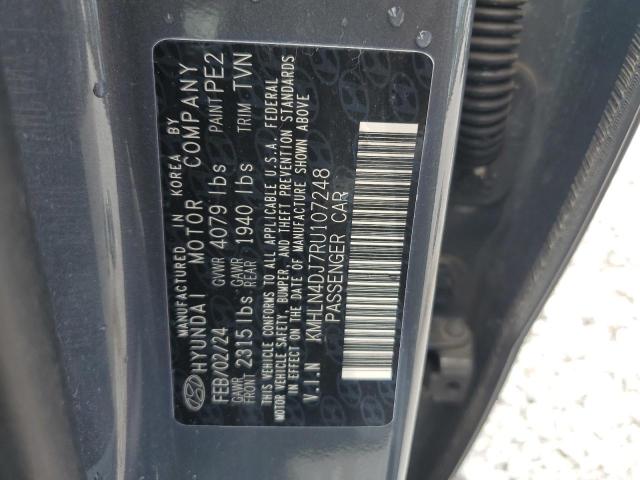 MANUFACTURED IN KOREA BY
HYUNDAI MOTOR COMPANY
FEB/02/24 GVWR 4079 lbs PAINT PE2
GAWR FRONT 2315 lbs GAWR REAR 1940 lbs TRIM TVN
THIS VEHICLE CONFORMS TO ALL APPLICABLE U.S.A. FEDERAL
MOTOR VEHICLE SAFETY, BUMPER, AND THEFT PREVENTION STANDARDS
IN EFFECT ON THE DATE OF MANUFACTURE SHOWN ABOVE
V.I.N KMHLN4DJ7RU107248
PASSENGER CAR